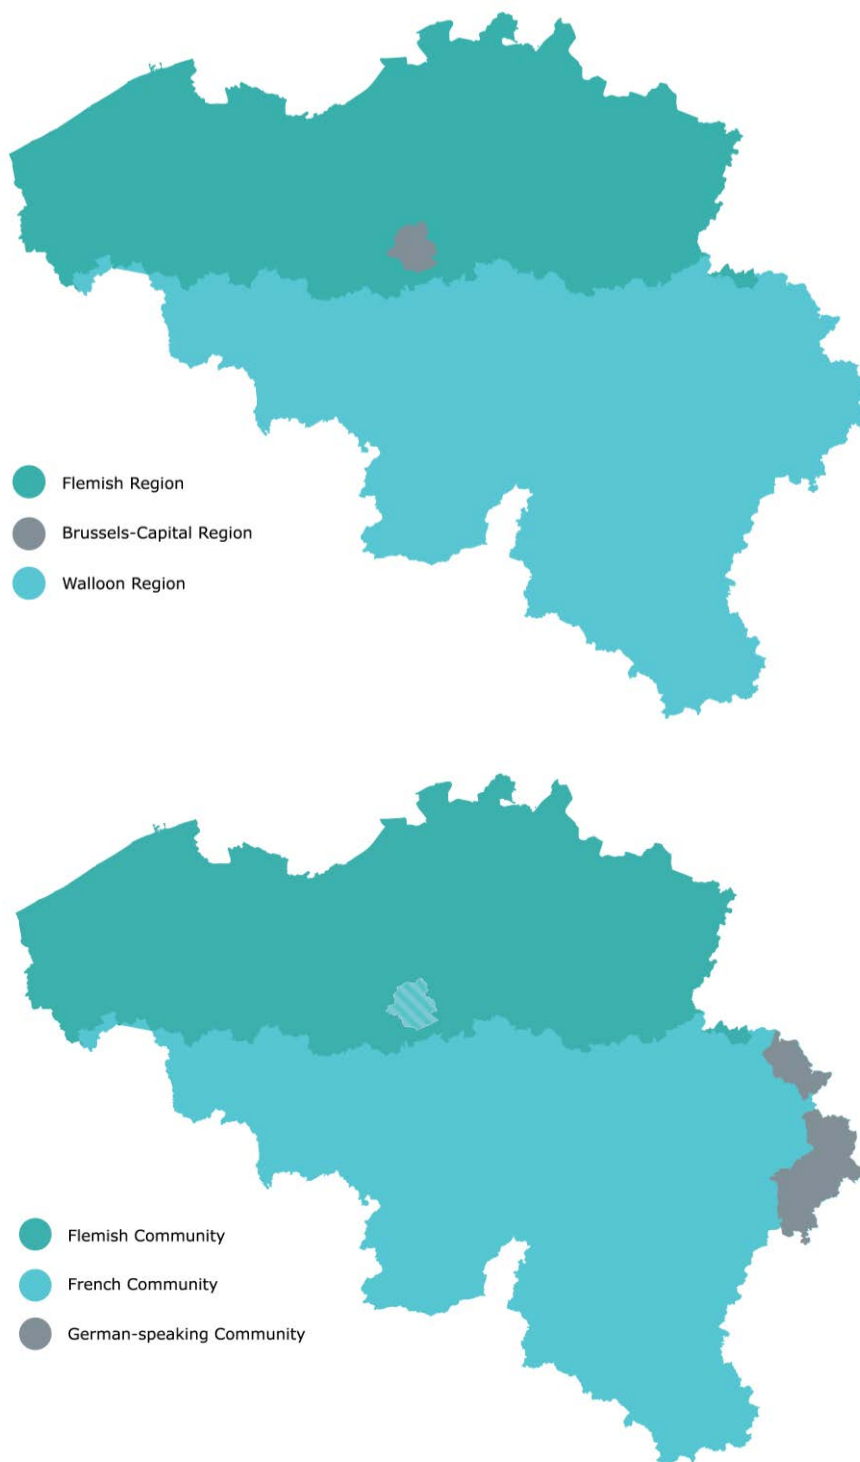 Flemish Region
Brussels-Capital Region
Walloon Region
Flemish Community
French Community
German-speaking Community